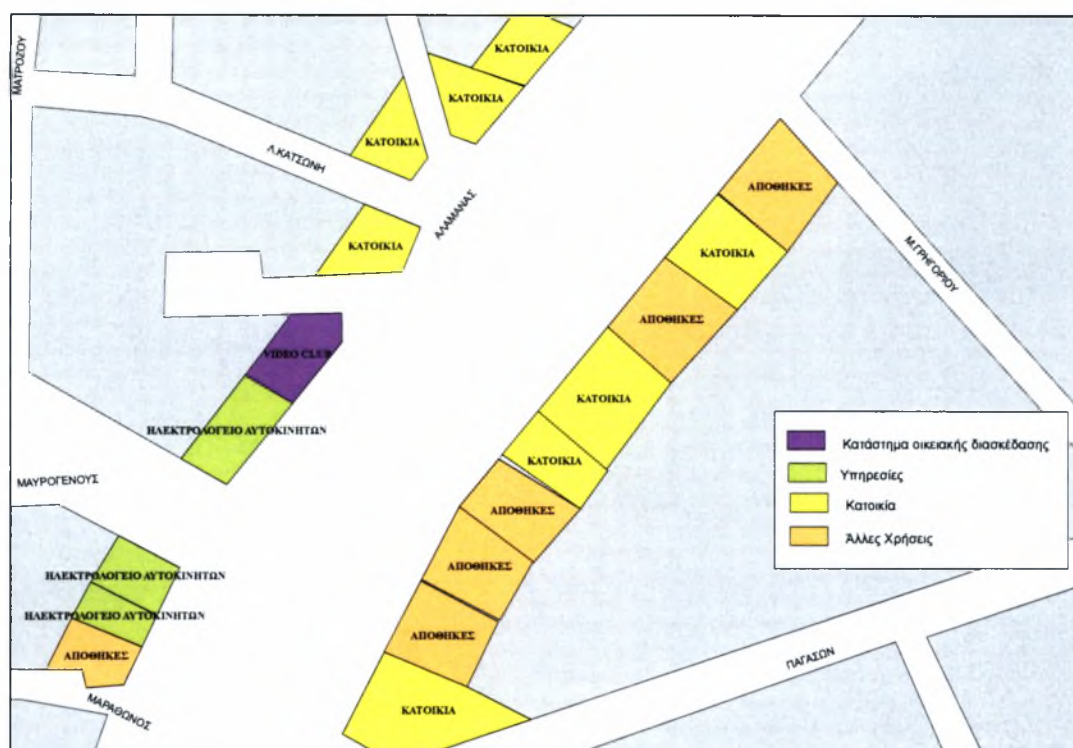 ΜΑΤΡΟΖΟΥ
ΚΑΤΟΙΚΙΑ
ΚΑΤΟΙΚΙΑ
ΚΑΤΟΙΚΙΑ
Λ.ΚΑΤΣΩΝΗ
ΑΛΑΜΑΝΑΣ
ΚΑΤΟΙΚΙΑ
ΑΠΟΘΗΚΕΣ
ΚΑΤΟΙΚΙΑ
Μ.ΓΡΗΓΟΡΙΟΥ
ΑΠΟΘΗΚΕΣ
VIDEO CLUB
ΚΑΤΟΙΚΙΑ
ΗΛΕΚΤΡΟΛΟΓΕΙΟ ΑΥΤΟΚΙΝΗΤΩΝ
ΚΑΤΟΙΚΙΑ
ΜΑΥΡΟΓΕΝΟΥΣ
ΑΠΟΘΗΚΕΣ
ΑΠΟΘΗΚΕΣ
ΗΛΕΚΤΡΟΛΟΓΕΙΟ ΑΥΤΟΚΙΝΗΤΩΝ
ΗΛΕΚΤΡΟΛΟΓΕΙΟ ΑΥΤΟΚΙΝΗΤΩΝ
ΑΠΟΘΗΚΕΣ
ΑΠΟΘΗΚΕΣ
ΜΑΡΑΘΩΝΟΣ
ΚΑΤΟΙΚΙΑ
ΠΑΓΑΣΩΝ
Κατάστημα οικειακής διασκέδασης
Υπηρεσίες
Κατοικία
Άλλες Χρήσεις